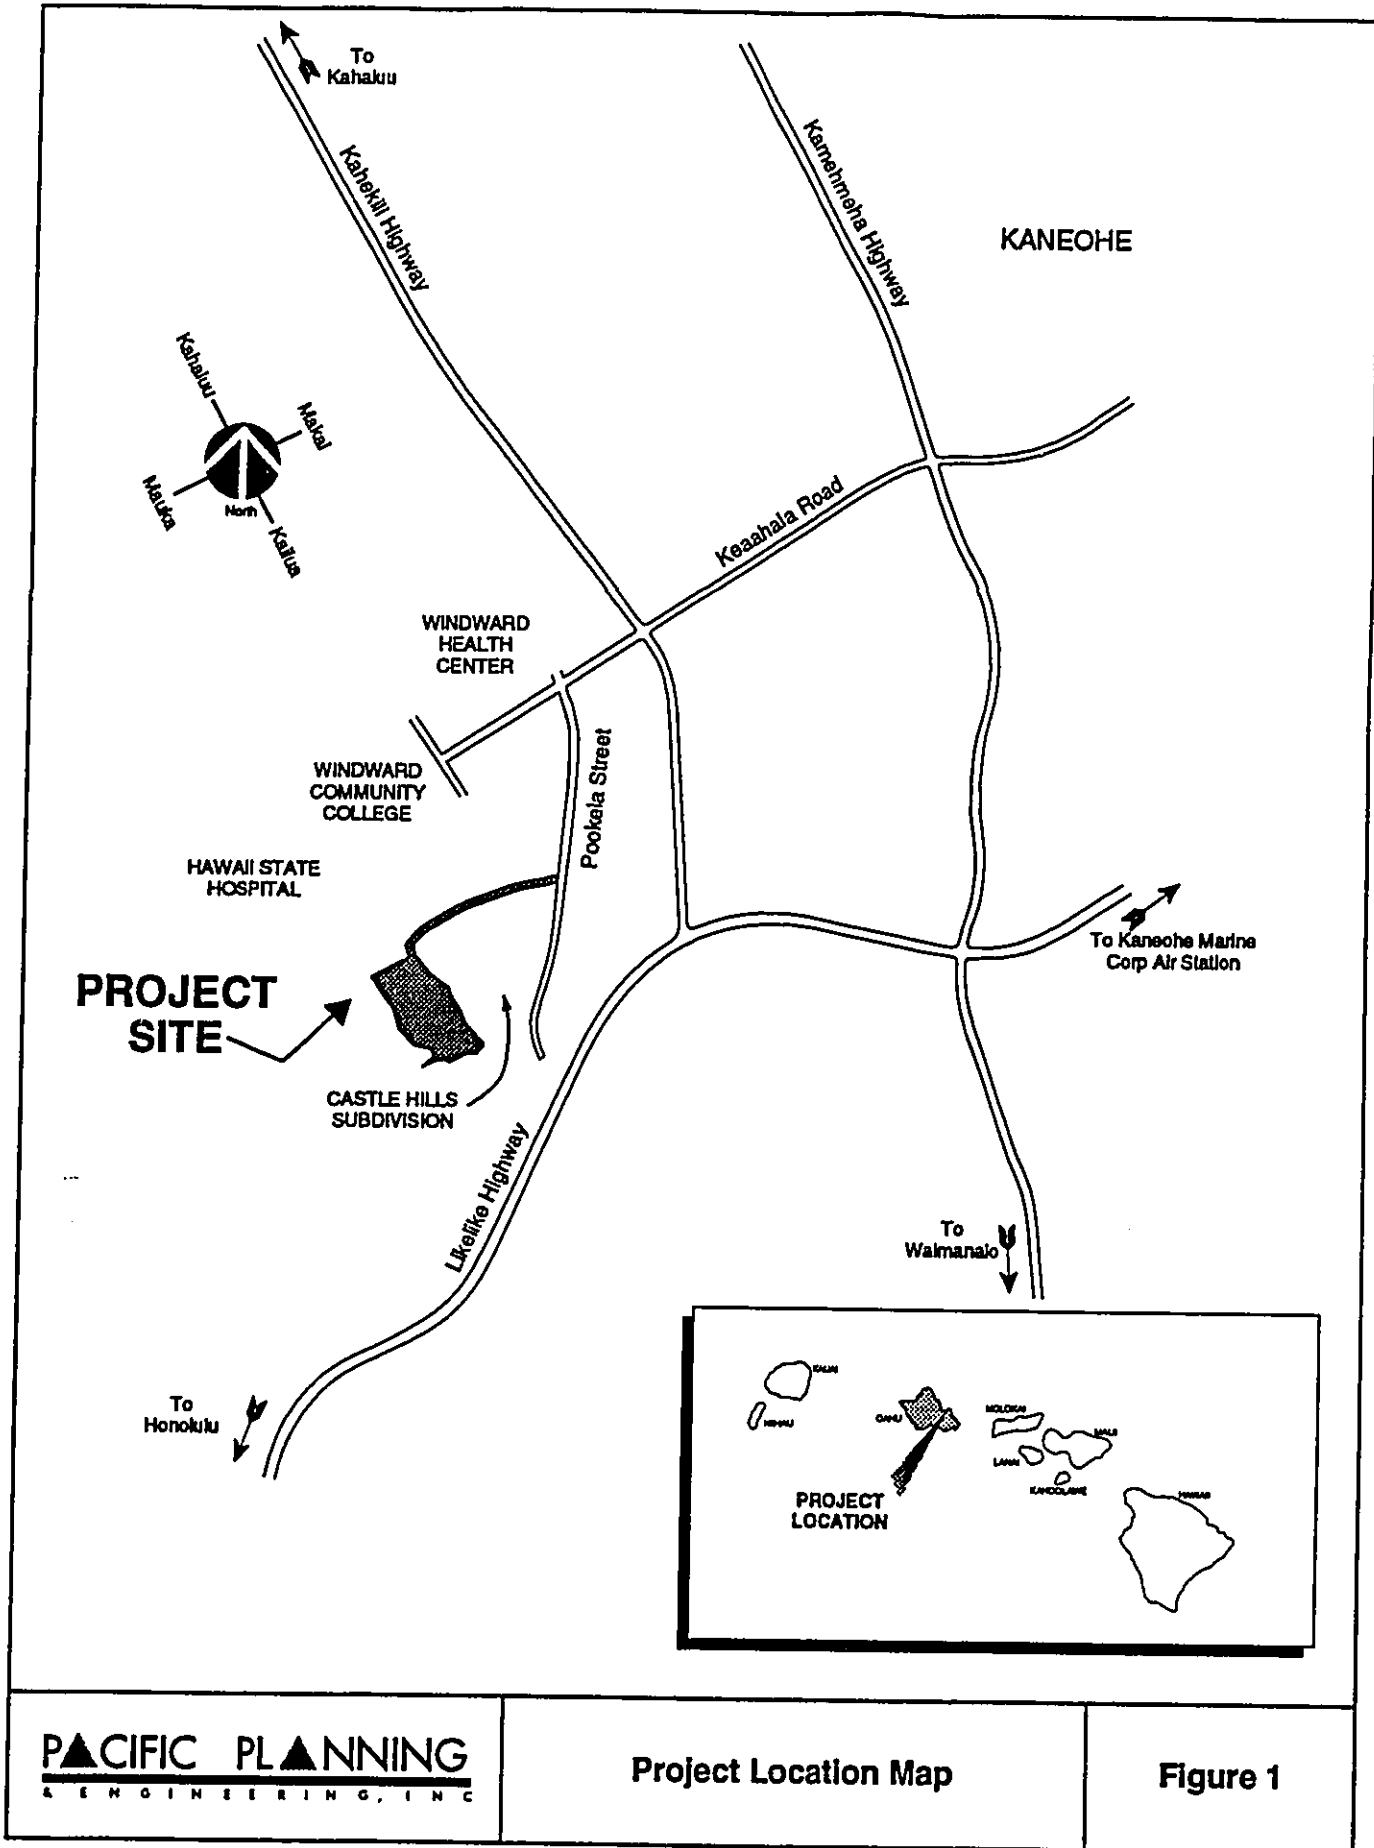 To
Kahaluu
Kahekili Highway
Kamehmeha Highway
KANEOHE
Kahaluu
Makai
Mauka
North
Kailua
Keaahala Road
WINDWARD
HEALTH
CENTER
WINDWARD
COMMUNITY
COLLEGE
Pookela Street
HAWAII STATE
HOSPITAL
PROJECT
SITE
To Kaneohe Marine
Corp Air Station
CASTLE HILLS
SUBDIVISION
Likelike Highway
To
Waimanalo
To
Honolulu
KAUAI
NIIHAU
OAHU
MOLOKAI
MAUI
LANAI
KAHOOLAWE
HAWAII
PROJECT
LOCATION
PACIFIC PLANNING
& ENGINEERING, INC
Project Location Map
Figure 1